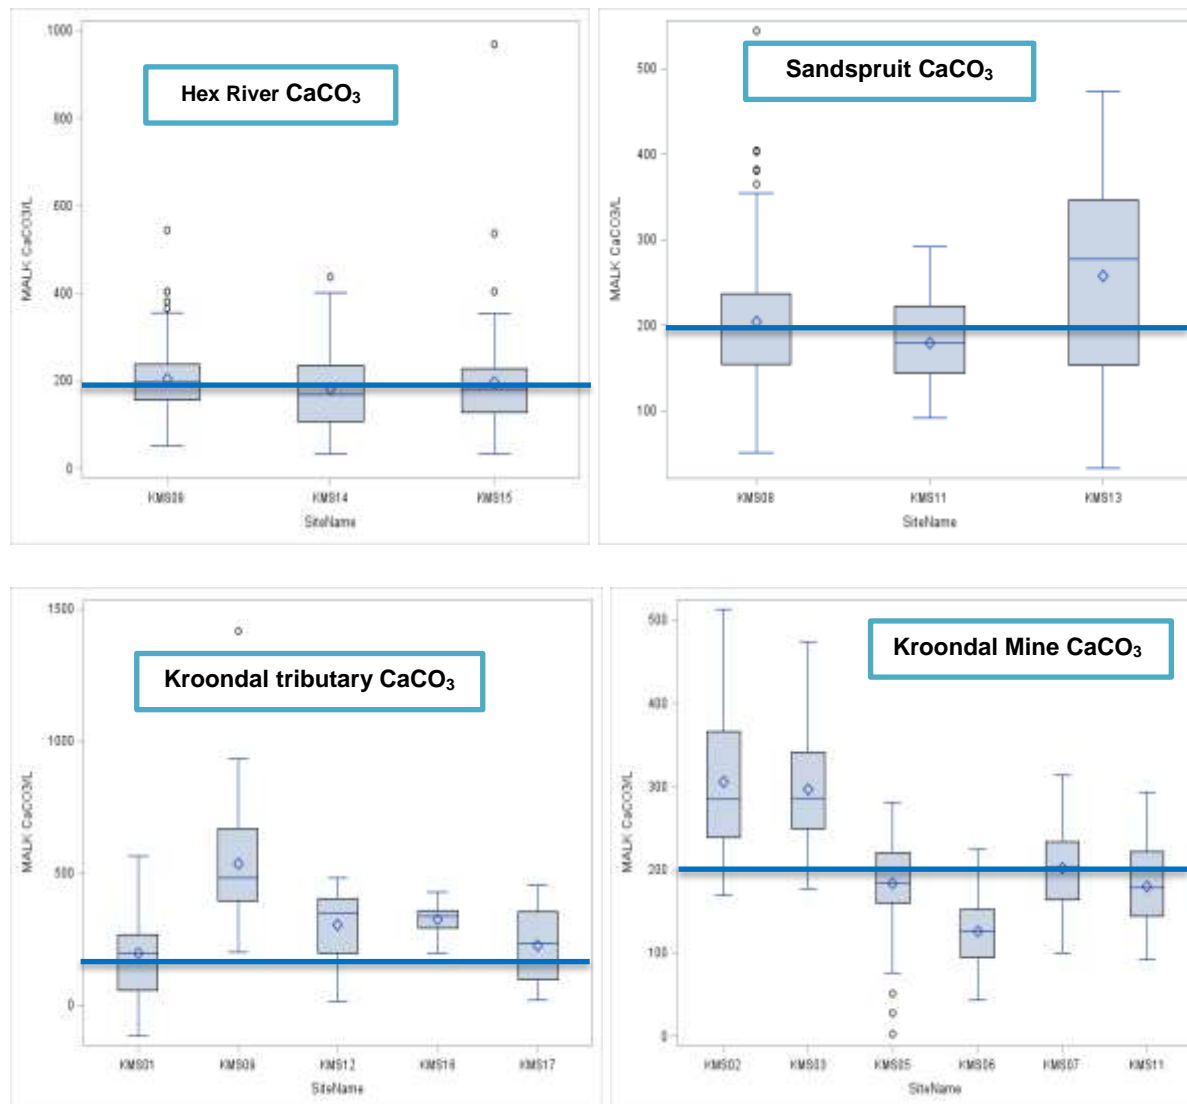 Hex River CaCO₃
1000
800
600
400
200
0
MALK CaCO3/L
KMS14 KMS15
SiteName
Sandspruit CaCO₃
500
400
300
200
100
MALK CaCO3/L
KMS08 KMS11 KMS13
SiteName
Kroondal tributary CaCO₃
1500
1000
500
0
MALK CaCO3/L
KMS01 KMS09 KMS12 KMS16 KMS17
SiteName
Kroondal Mine CaCO₃
500
400
300
200
100
0
MALK CaCO3/L
KMS02 KMS03 KMS05 KMS06 KMS07 KMS11
SiteName